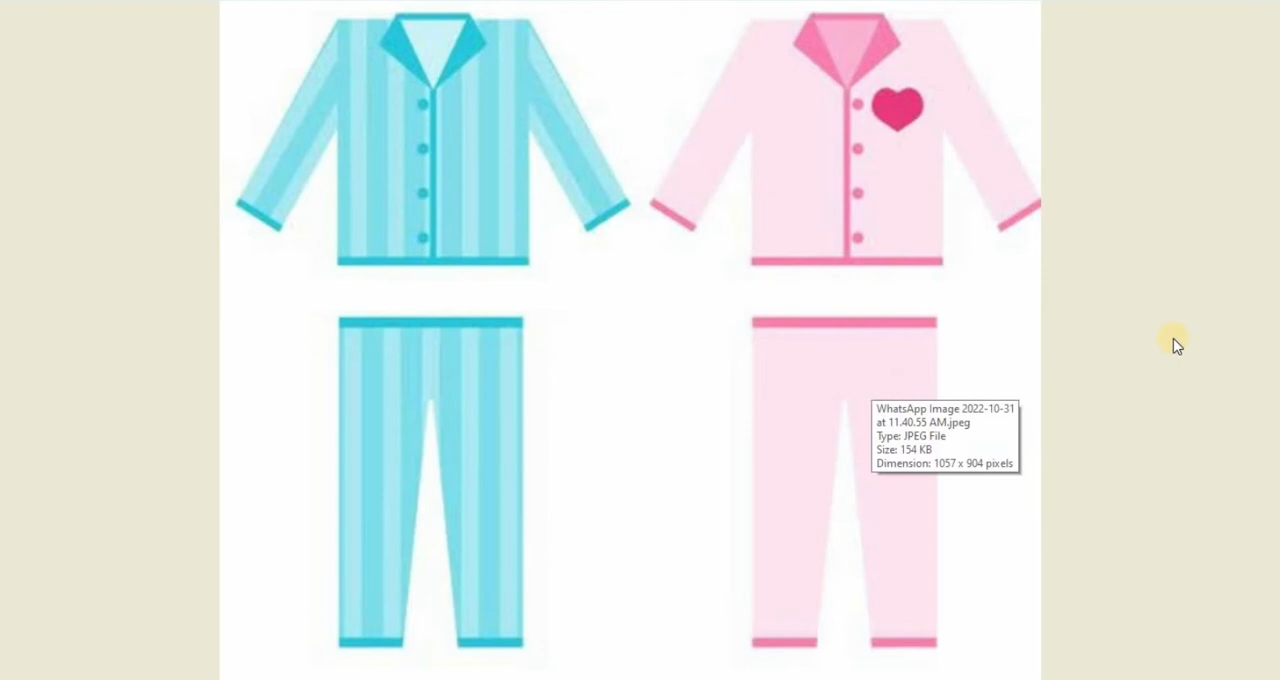 WhatsApp Image 2022-10-31
at 11.40.55 AM.jpeg
Type: JPEG File
Size: 154 KB
Dimension: 1057 x 904 pixels